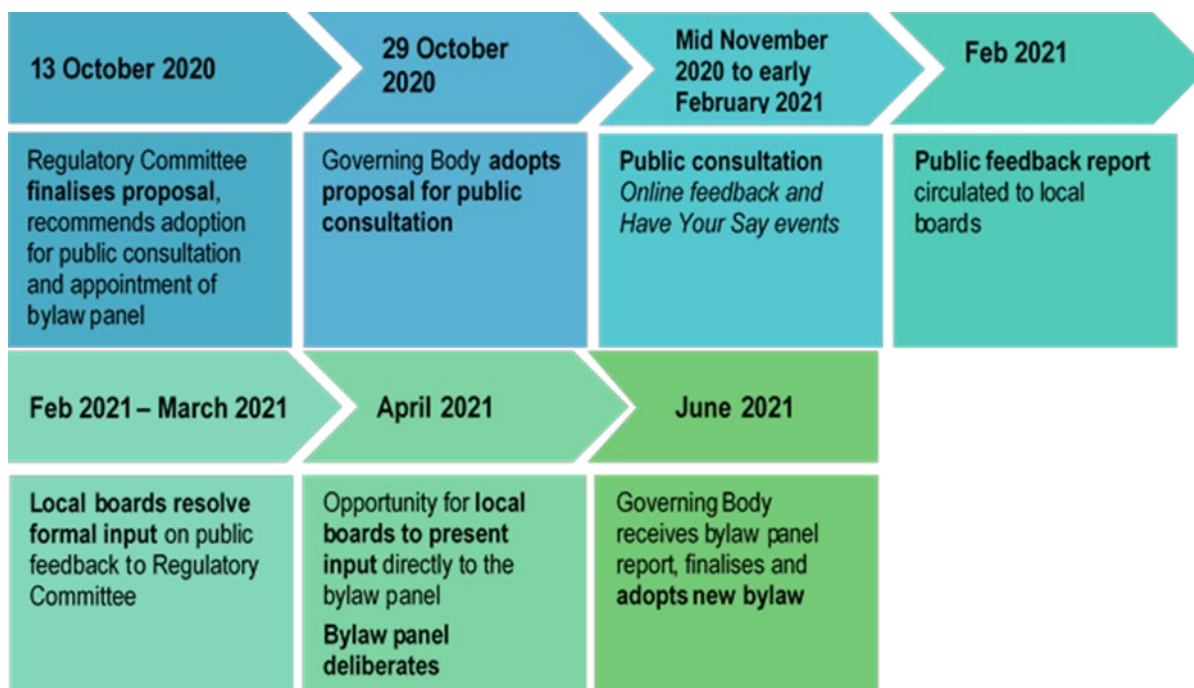 13 October 2020
29 October
2020
Mid November
2020 to early
February 2021
Feb 2021
Regulatory Committee
finalises proposal,
recommends adoption
for public consultation
and appointment of
bylaw panel
Governing Body adopts
proposal for public
consultation
Public consultation
Online feedback and
Have Your Say events
Public feedback report
circulated to local
boards
Feb 2021 – March 2021
April 2021
June 2021
Local boards resolve
formal input on public
feedback to Regulatory
Committee
Opportunity for local
boards to present
input directly to the
bylaw panel
Bylaw panel
deliberates
Governing Body
receives bylaw panel
report, finalises and
adopts new bylaw